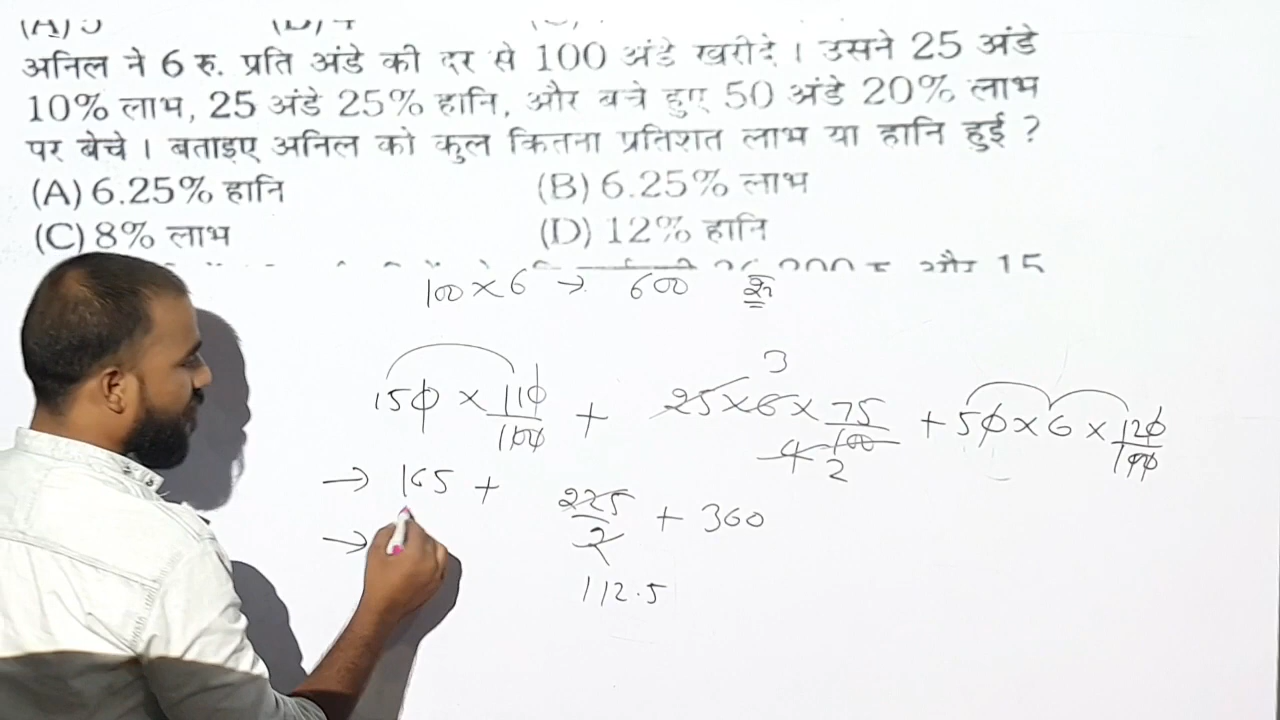 अनिल ने 6 रु. प्रति अंडे की दर से 100 अंडे खरीदे । उसने 25 अंडे
10% लाभ, 25 अंडे 25% हानि, और बचे हुए 50 अंडे 20% लाभ
पर बेचे । बताइए अनिल को कुल कितना प्रतिशत लाभ या हानि हुई ?
(A) 6.25% हानि (B) 6.25% लाभ
(C) 8% लाभ (D) 12% हानि
100 × 6 → 600 रु
3
150 × 110/100 + 25 × 6 × 75/100 + 50 × 6 × 120/100
4 2
→ 165 + 225/2 + 360
→
112.5